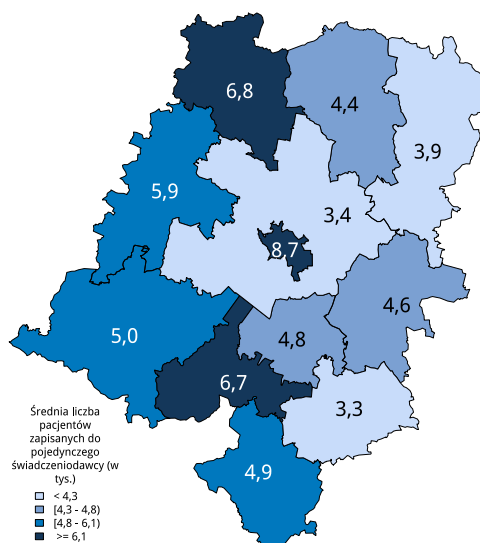 6,8
4,4
3,9
5,9
3,4
8,7
4,6
5,0
4,8
6,7
3,3
4,9
Średnia liczba
pacjentów
zapisanych do
pojedynczego
świadczeniodawcy (w
tys.)
< 4,3
[4,3 - 4,8)
[4,8 - 6,1)
>= 6,1